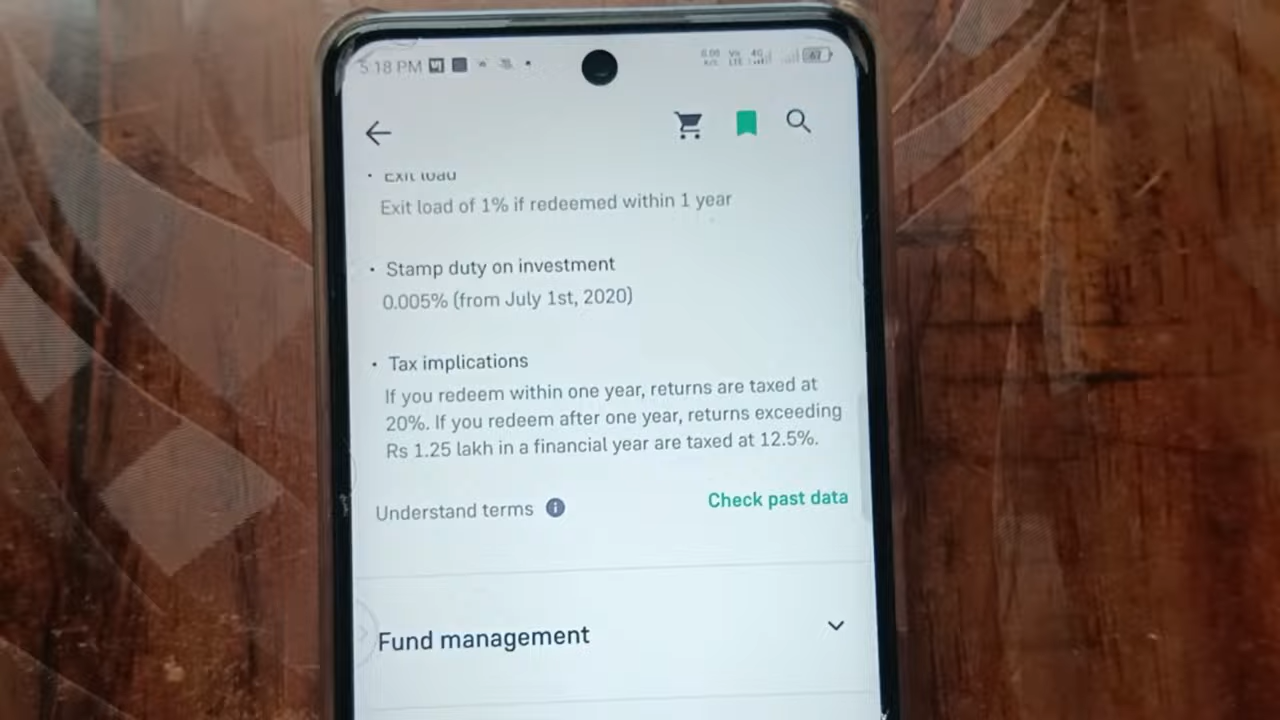 5:18 PM
4G
67
• Exit load
Exit load of 1% if redeemed within 1 year
• Stamp duty on investment
0.005% (from July 1st, 2020)
• Tax implications
If you redeem within one year, returns are taxed at
20%. If you redeem after one year, returns exceeding
Rs 1.25 lakh in a financial year are taxed at 12.5%.
Understand terms i
Check past data
Fund management